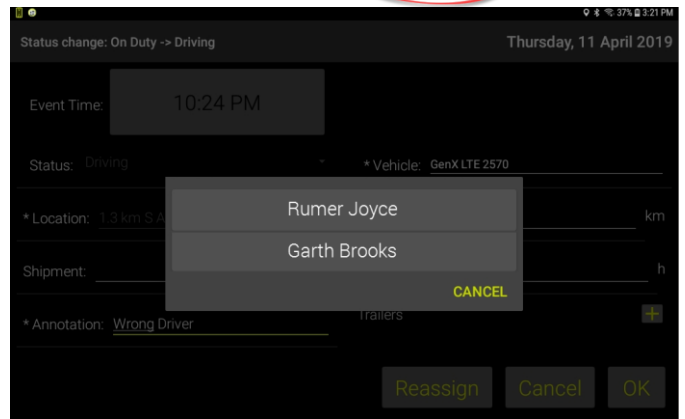 37% 3:21 PM
Status change: On Duty -> Driving
Thursday, 11 April 2019
Event Time: 10:24 PM
Status: Driving
* Vehicle: GenX LTE 2570
* Location: 1.3 km S A
km
Rumer Joyce
Garth Brooks
CANCEL
Shipment:
h
* Annotation: Wrong Driver
Trailers
+
Reassign Cancel OK